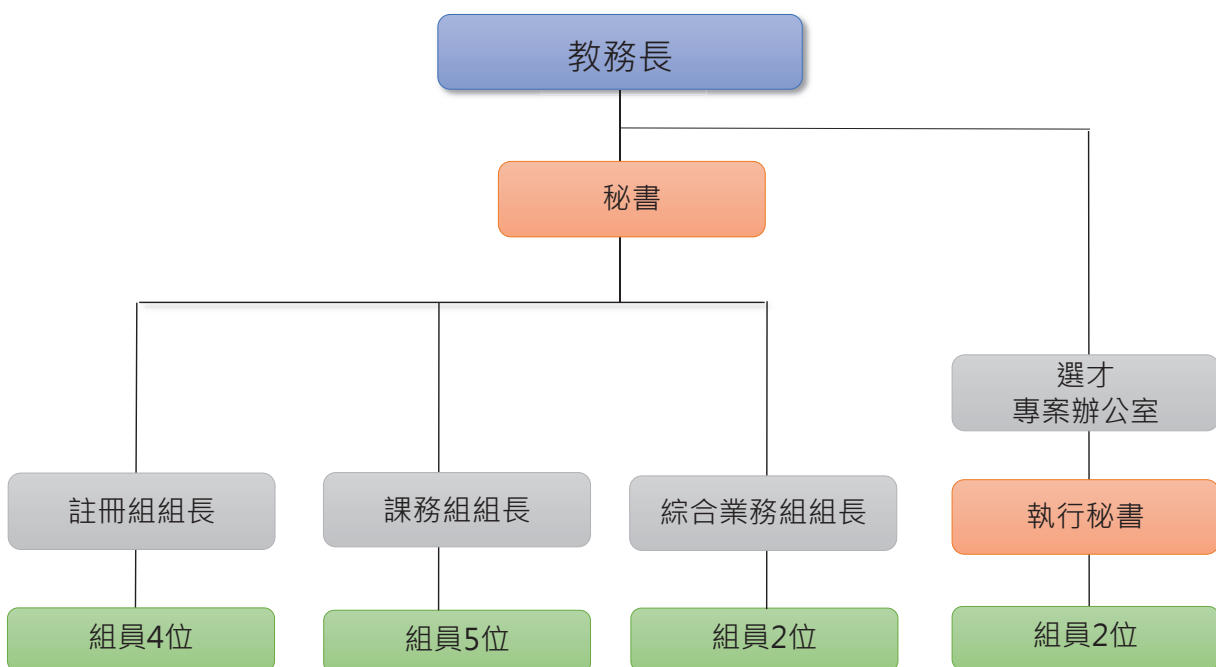 教務長
秘書
選才
專案辦公室
註冊組組長
課務組組長
綜合業務組組長
執行秘書
組員4位
組員5位
組員2位
組員2位